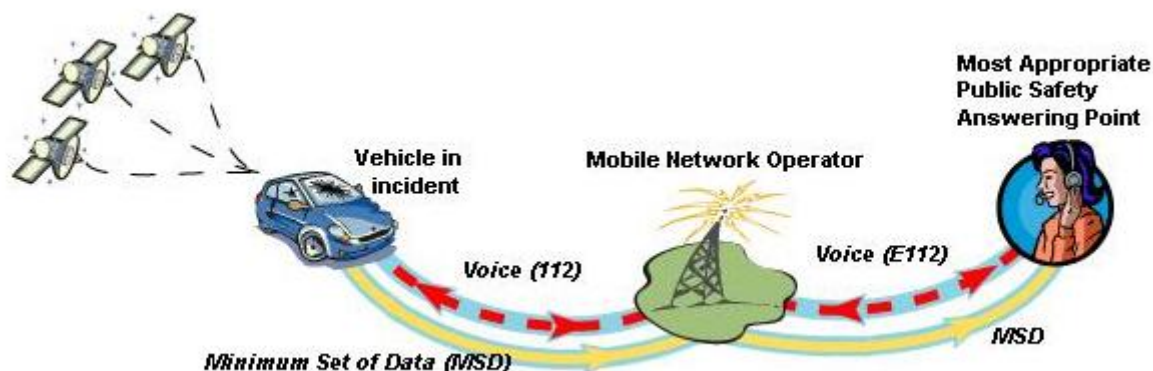 Most Appropriate
Public Safety
Answering Point
Vehicle in
incident
Mobile Network Operator
Voice (112)
Voice (E112)
Minimum Set of Data (MSD)
MSD